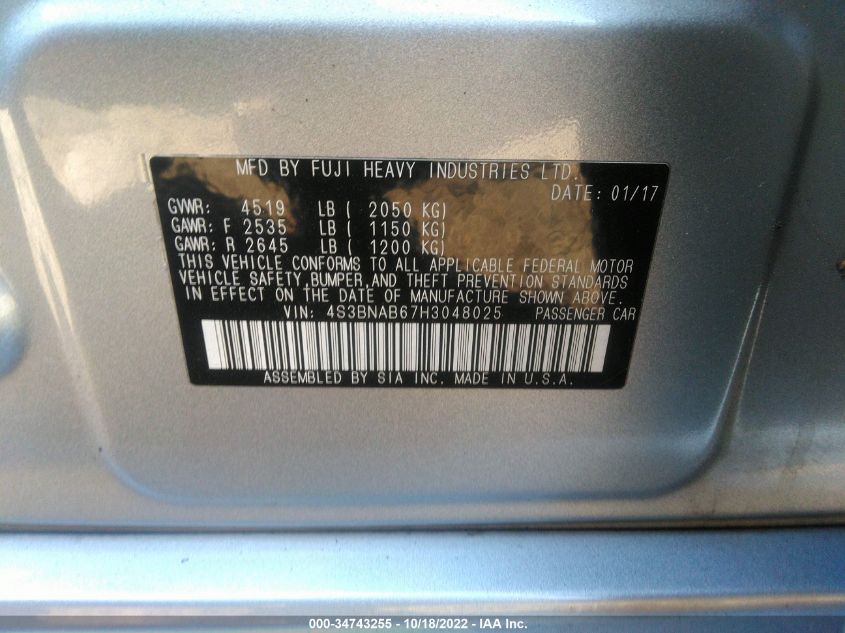 MFD BY FUJI HEAVY INDUSTRIES LTD.
DATE: 01/17
GVWR: 4519 LB ( 2050 KG)
GAWR: F 2535 LB ( 1150 KG)
GAWR: R 2645 LB ( 1200 KG)
THIS VEHICLE CONFORMS TO ALL APPLICABLE FEDERAL MOTOR
VEHICLE SAFETY,BUMPER,AND THEFT PREVENTION STANDARDS
IN EFFECT ON THE DATE OF MANUFACTURE SHOWN ABOVE.
VIN: 4S3BNAB67H3048025 PASSENGER CAR
ASSEMBLED BY SIA INC. MADE IN U.S.A.
000-34743255 - 10/18/2022 - IAA Inc.